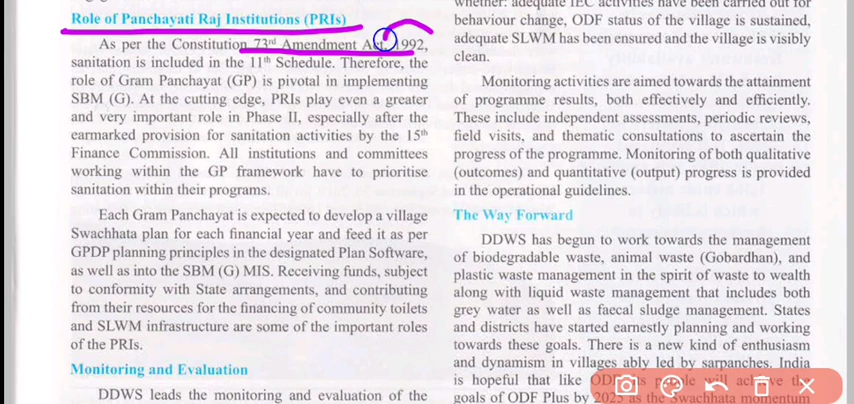 Role of Panchayati Raj Institutions (PRIs)
As per the Constitution 73rd Amendment Act, 1992,
sanitation is included in the 11th Schedule. Therefore, the
role of Gram Panchayat (GP) is pivotal in implementing
SBM (G). At the cutting edge, PRIs play even a greater
and very important role in Phase II, especially after the
earmarked provision for sanitation activities by the 15th
Finance Commission. All institutions and committees
working within the GP framework have to prioritise
sanitation within their programs.
Each Gram Panchayat is expected to develop a village
Swachhata plan for each financial year and feed it as per
GPDP planning principles in the designated Plan Software,
as well as into the SBM (G) MIS. Receiving funds, subject
to conformity with State arrangements, and contributing
from their resources for the financing of community toilets
and SLWM infrastructure are some of the important roles
of the PRIs.
Monitoring and Evaluation
DDWS leads the monitoring and evaluation of the
whether: adequate IEC activities have been carried out for
behaviour change, ODF status of the village is sustained,
adequate SLWM has been ensured and the village is visibly
clean.
Monitoring activities are aimed towards the attainment
of programme results, both effectively and efficiently.
These include independent assessments, periodic reviews,
field visits, and thematic consultations to ascertain the
progress of the programme. Monitoring of both qualitative
(outcomes) and quantitative (output) progress is provided
in the operational guidelines.
The Way Forward
DDWS has begun to work towards the management
of biodegradable waste, animal waste (Gobardhan), and
plastic waste management in the spirit of waste to wealth
along with liquid waste management that includes both
grey water as well as faecal sludge management. States
and districts have started earnestly planning and working
towards these goals. There is a new kind of enthusiasm
and dynamism in villages ably led by sarpanches. India
is hopeful that like ODF its people will achieve the
goals of ODF Plus by 2025 as the Swachhata momentum